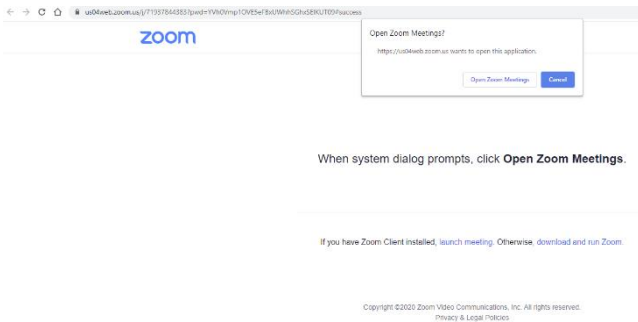 zoom
Open Zoom Meetings?
https://us04web.zoom.us wants to open this application.
Open Zoom Meetings
Cancel
When system dialog prompts, click Open Zoom Meetings.
If you have Zoom Client installed, launch meeting. Otherwise, download and run Zoom.
Copyright ©2020 Zoom Video Communications, Inc. All rights reserved.
Privacy & Legal Policies